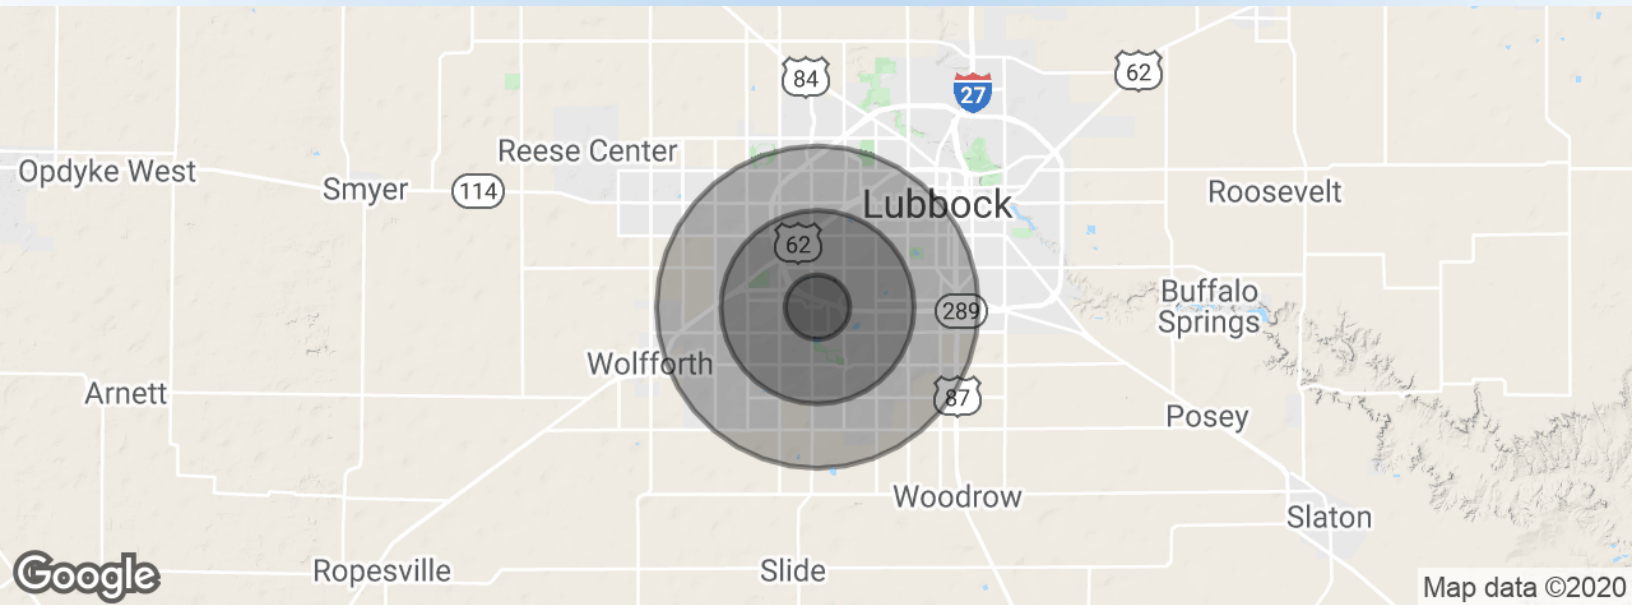 84
62
27
Reese Center
Opdyke West
Smyer
114
Lubbock
Roosevelt
62
Buffalo
Springs
289
Wolfforth
Arnett
87
Posey
Woodrow
Slaton
Ropesville
Slide
Google
Map data ©2020